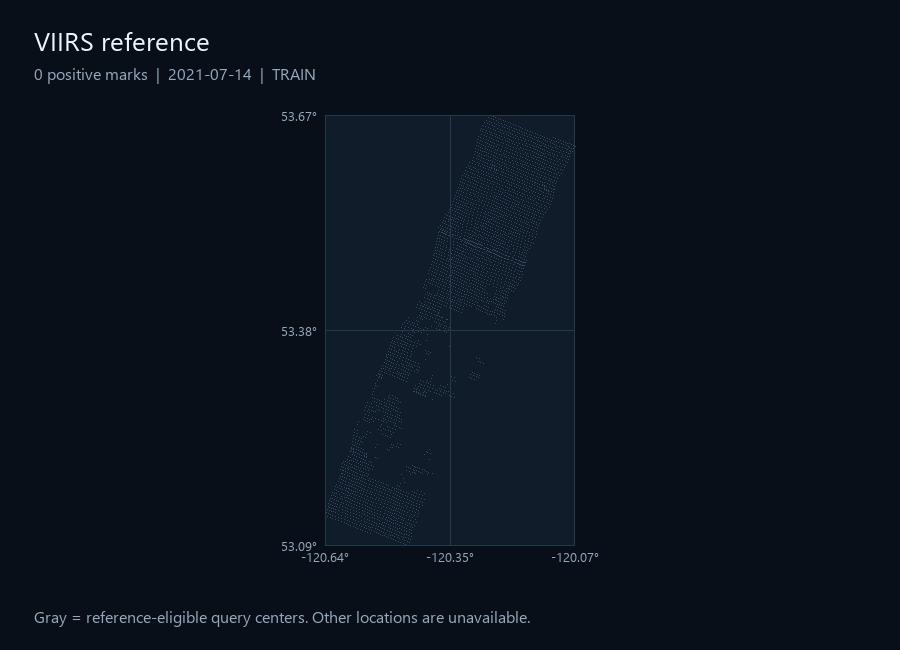 VIIRS reference
0 positive marks | 2021-07-14 | TRAIN
53.67°
53.38°
53.09°
-120.64° -120.35° -120.07°
Gray = reference-eligible query centers. Other locations are unavailable.